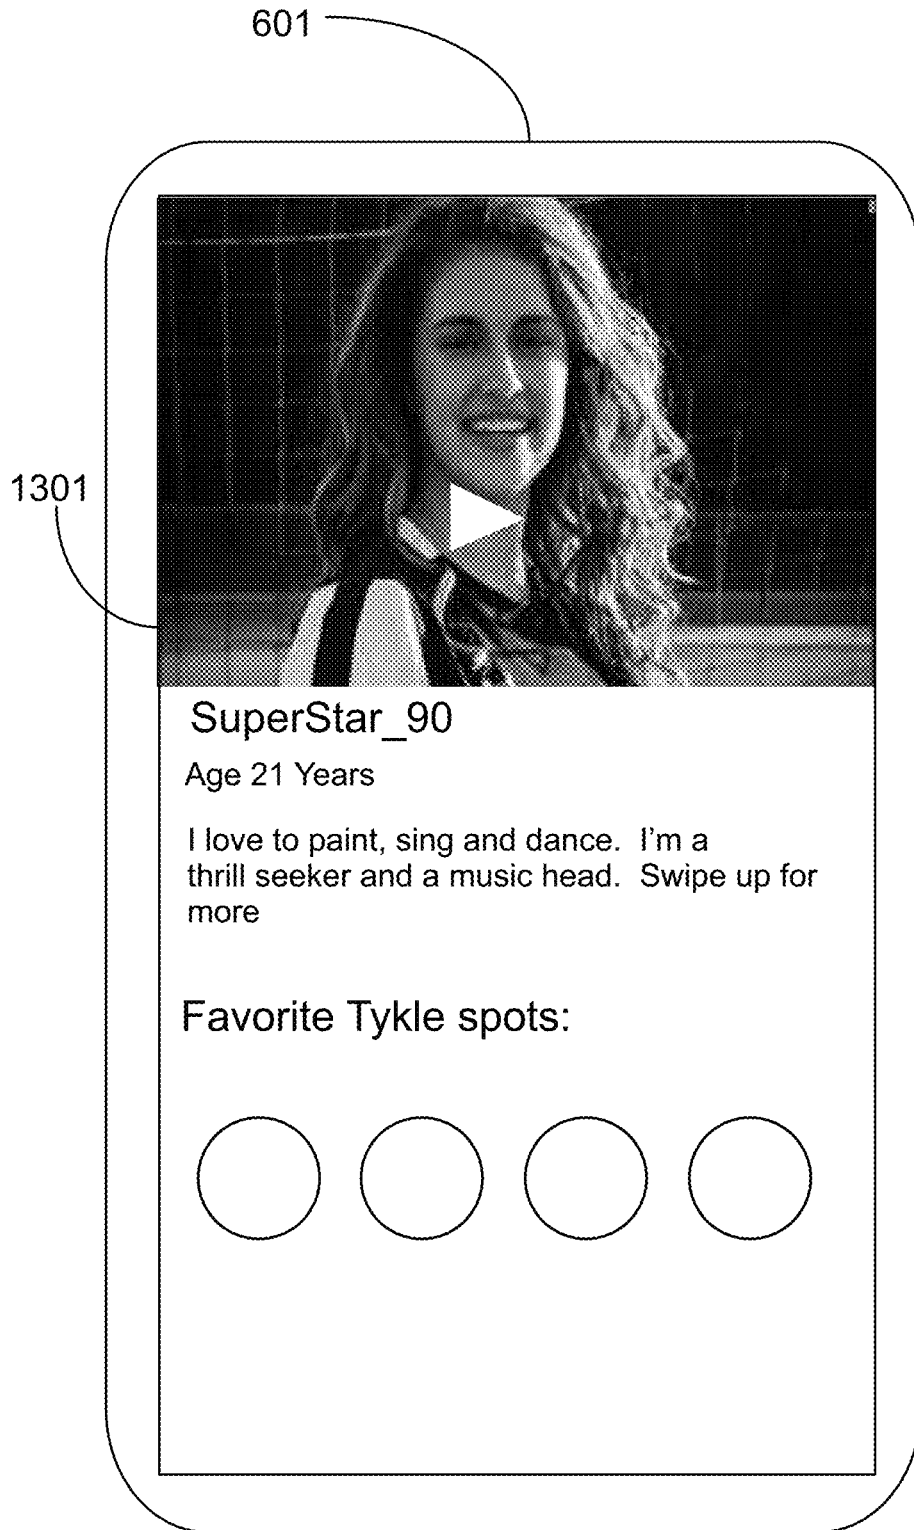 601
1301
SuperStar_90
Age 21 Years
I love to paint, sing and dance.  I'm a
thrill seeker and a music head.  Swipe up for
more
Favorite Tykle spots: